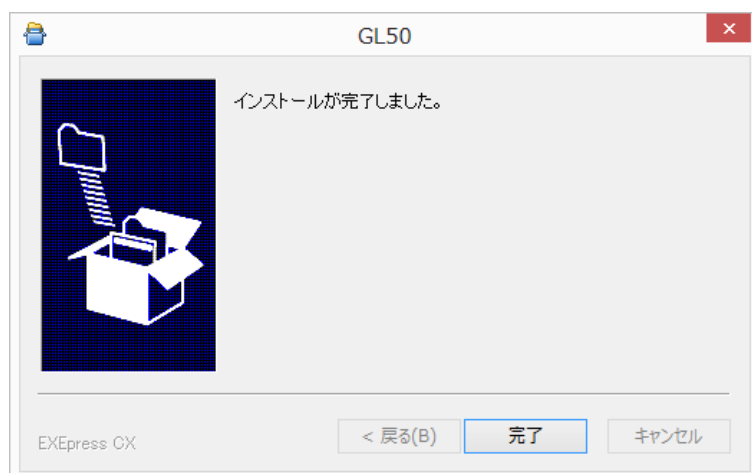 GL50
インストールが完了しました。
EXEpress CX
< 戻る(B)
完了
キャンセル